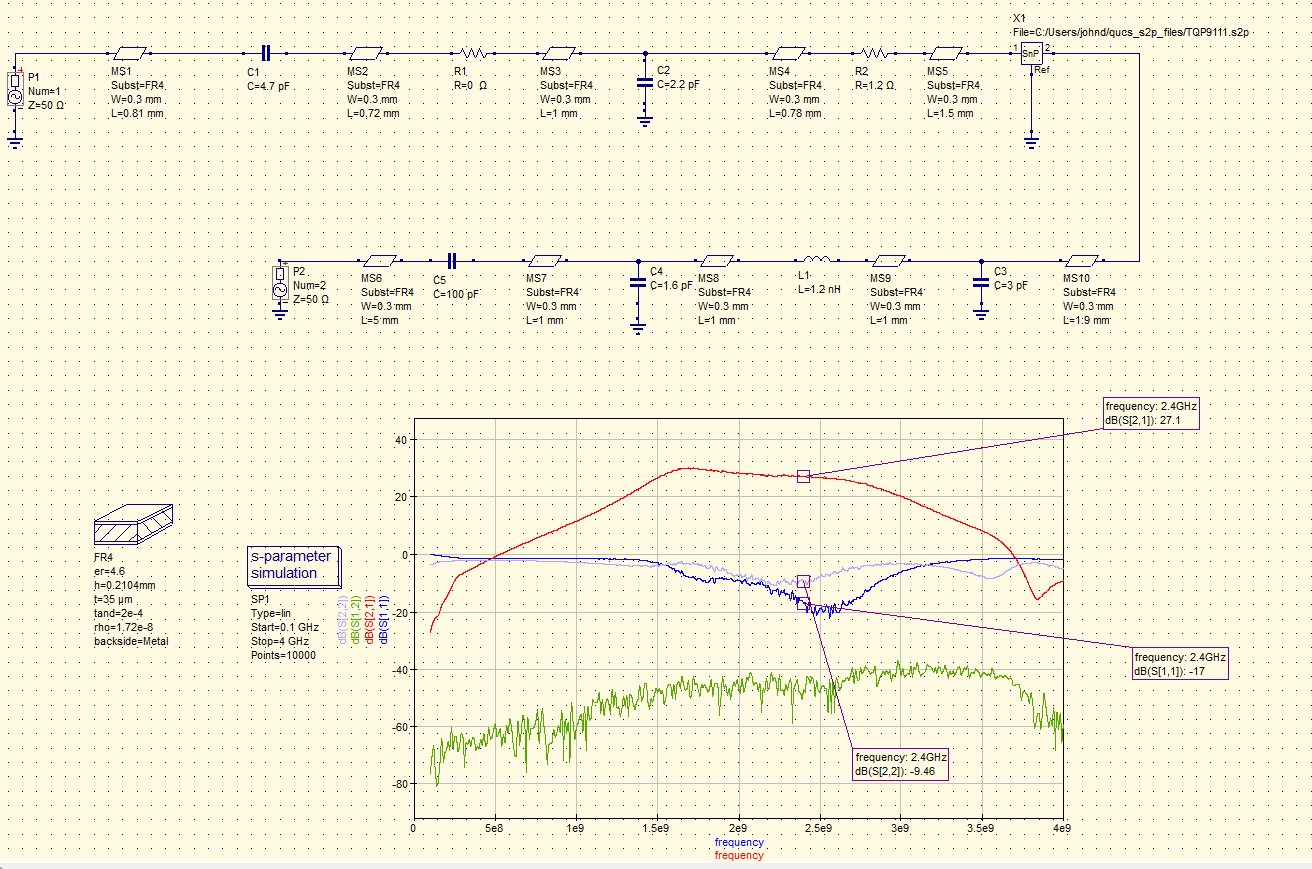 X1
File=C:/Users/johnd/qucs_s2p_files/TQP9111.s2p
1
SnP
2
Ref
P1
Num=1
Z=50 Ω
MS1
Subst=FR4
W=0.3 mm
L=0.81 mm
C1
C=4.7 pF
MS2
Subst=FR4
W=0.3 mm
L=0.72 mm
R1
R=0 Ω
MS3
Subst=FR4
W=0.3 mm
L=1 mm
C2
C=2.2 pF
MS4
Subst=FR4
W=0.3 mm
L=0.78 mm
R2
R=1.2 Ω
MS5
Subst=FR4
W=0.3 mm
L=1.5 mm
P2
Num=2
Z=50 Ω
MS6
Subst=FR4
W=0.3 mm
L=5 mm
C5
C=100 pF
MS7
Subst=FR4
W=0.3 mm
L=1 mm
C4
C=1.6 pF
MS8
Subst=FR4
W=0.3 mm
L=1 mm
L1
L=1.2 nH
MS9
Subst=FR4
W=0.3 mm
L=1 mm
C3
C=3 pF
MS10
Subst=FR4
W=0.3 mm
L=1.9 mm
FR4
er=4.6
h=0.2104mm
t=35 µm
tand=2e-4
rho=1.72e-8
backside=Metal
s-parameter
simulation
SP1
Type=lin
Start=0.1 GHz
Stop=4 GHz
Points=10000
dB(S[2,2])
dB(S[1,2])
dB(S[2,1])
dB(S[1,1])
40
20
0
-20
-40
-60
-80
0
5e8
1e9
1.5e9
2e9
2.5e9
3e9
3.5e9
4e9
frequency
frequency
frequency: 2.4GHz
dB(S[2,1]): 27.1
frequency: 2.4GHz
dB(S[1,1]): -17
frequency: 2.4GHz
dB(S[2,2]): -9.46